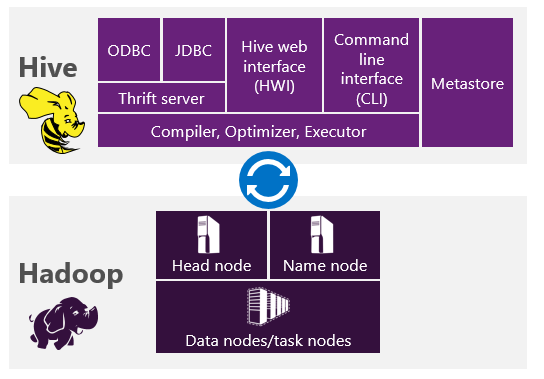 Hive
ODBC
JDBC
Thrift server
Hive web
interface
(HWI)
Command
line
interface
(CLI)
Metastore
Compiler, Optimizer, Executor
Hadoop
Head node
Name node
Data nodes/task nodes